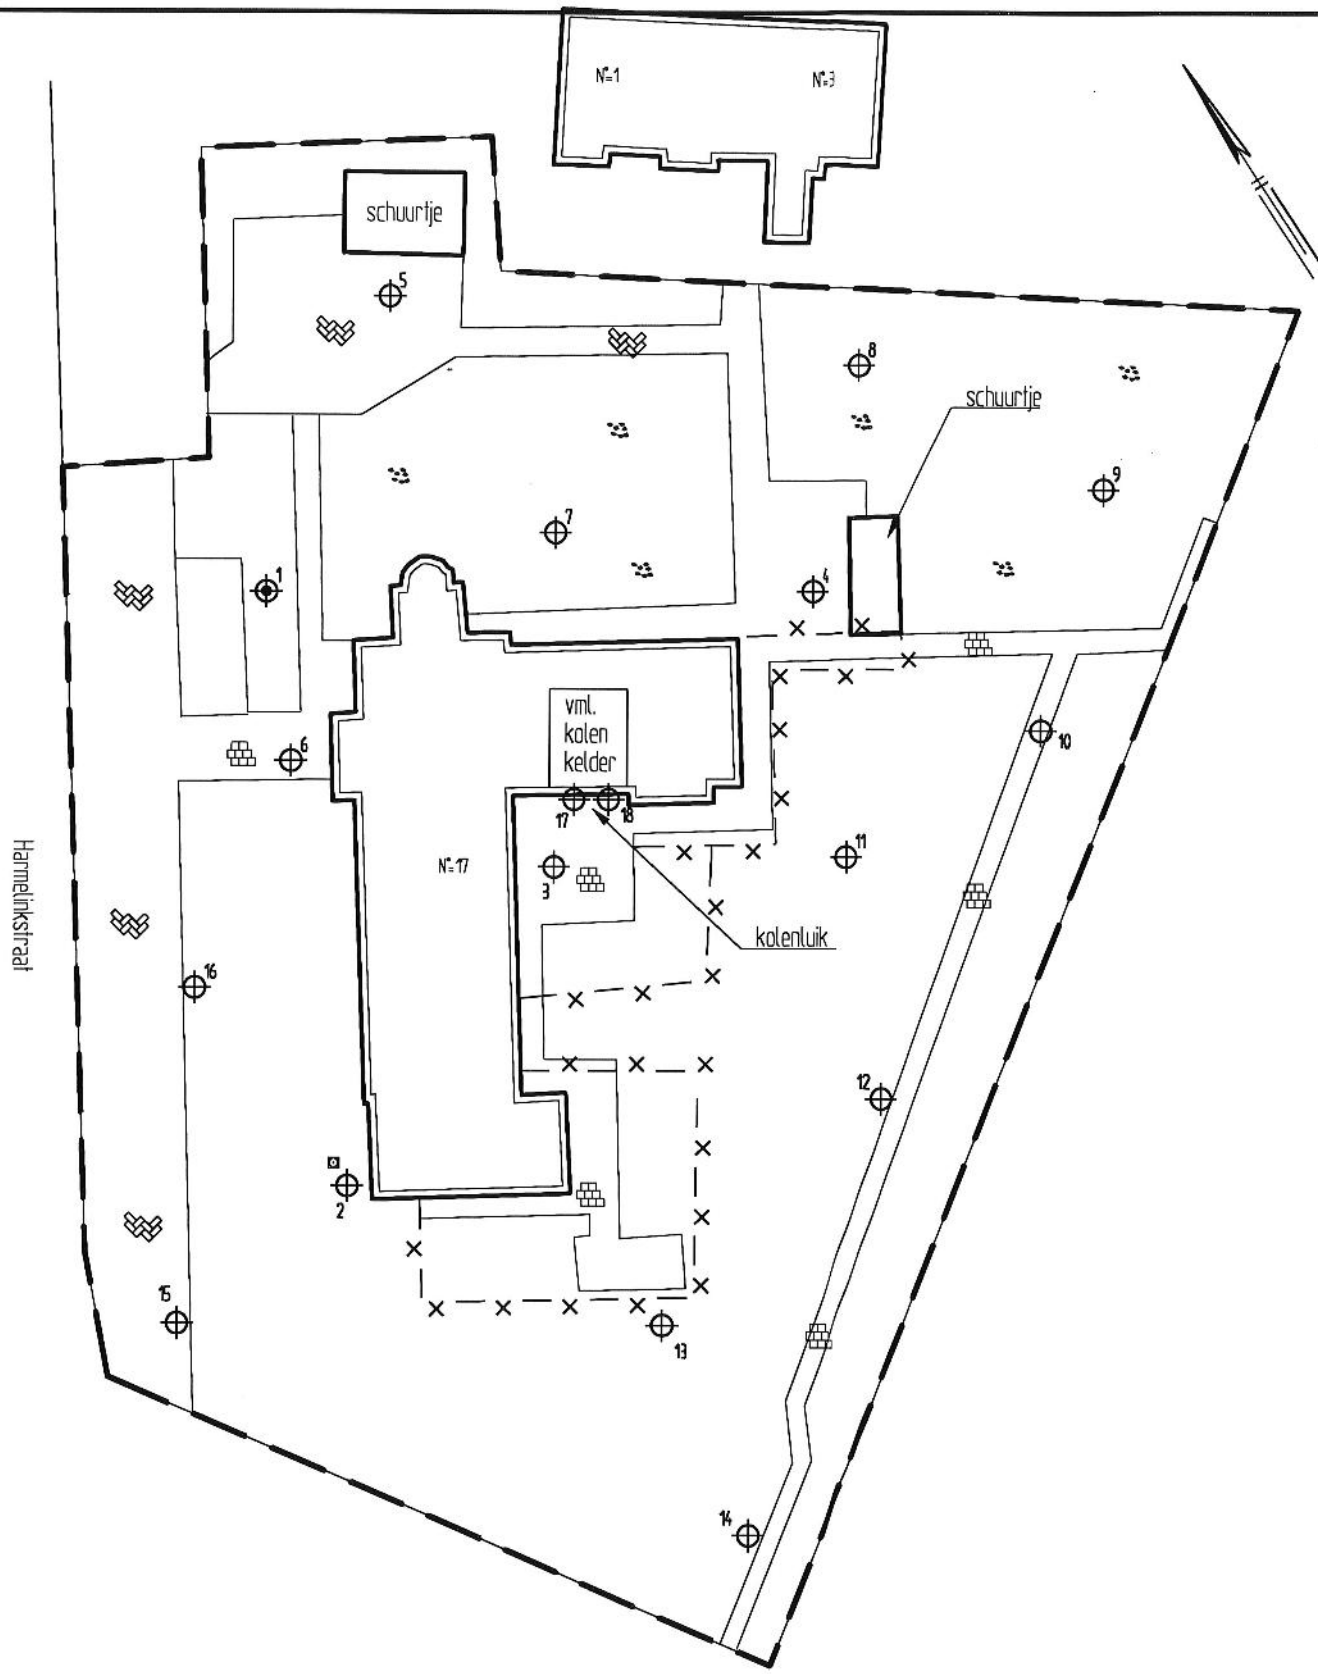 N°=1
N°=3
schuurtje
5
8
schuurtje
9
7
1
4
vml.
kolen
kelder
6
10
17
18
11
N°=17
3
kolenluik
Harmelinkstraat
16
12
2
15
13
14